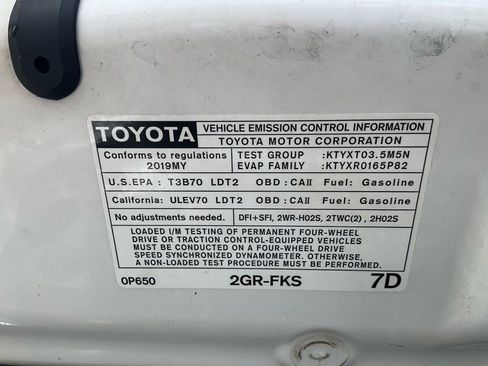 TOYOTA
VEHICLE EMISSION CONTROL INFORMATION
TOYOTA MOTOR CORPORATION
Conforms to regulations
2019MY
TEST GROUP :KTYXT03.5M5N
EVAP FAMILY :KTYXR0165P82
U.S.EPA : T3B70 LDT2 OBD : CAII Fuel: Gasoline
California: ULEV70 LDT2 OBD : CAII Fuel: Gasoline
No adjustments needed. DFI+SFI, 2WR-HO2S, 2TWC(2), 2HO2S
LOADED I/M TESTING OF PERMANENT FOUR-WHEEL
DRIVE OR TRACTION CONTROL-EQUIPPED VEHICLES
MUST BE CONDUCTED ON A FOUR-WHEEL DRIVE
SPEED SYNCHRONIZED DYNAMOMETER. OTHERWISE,
A NON-LOADED TEST PROCEDURE MUST BE PERFORMED.
0P650 2GR-FKS 7D